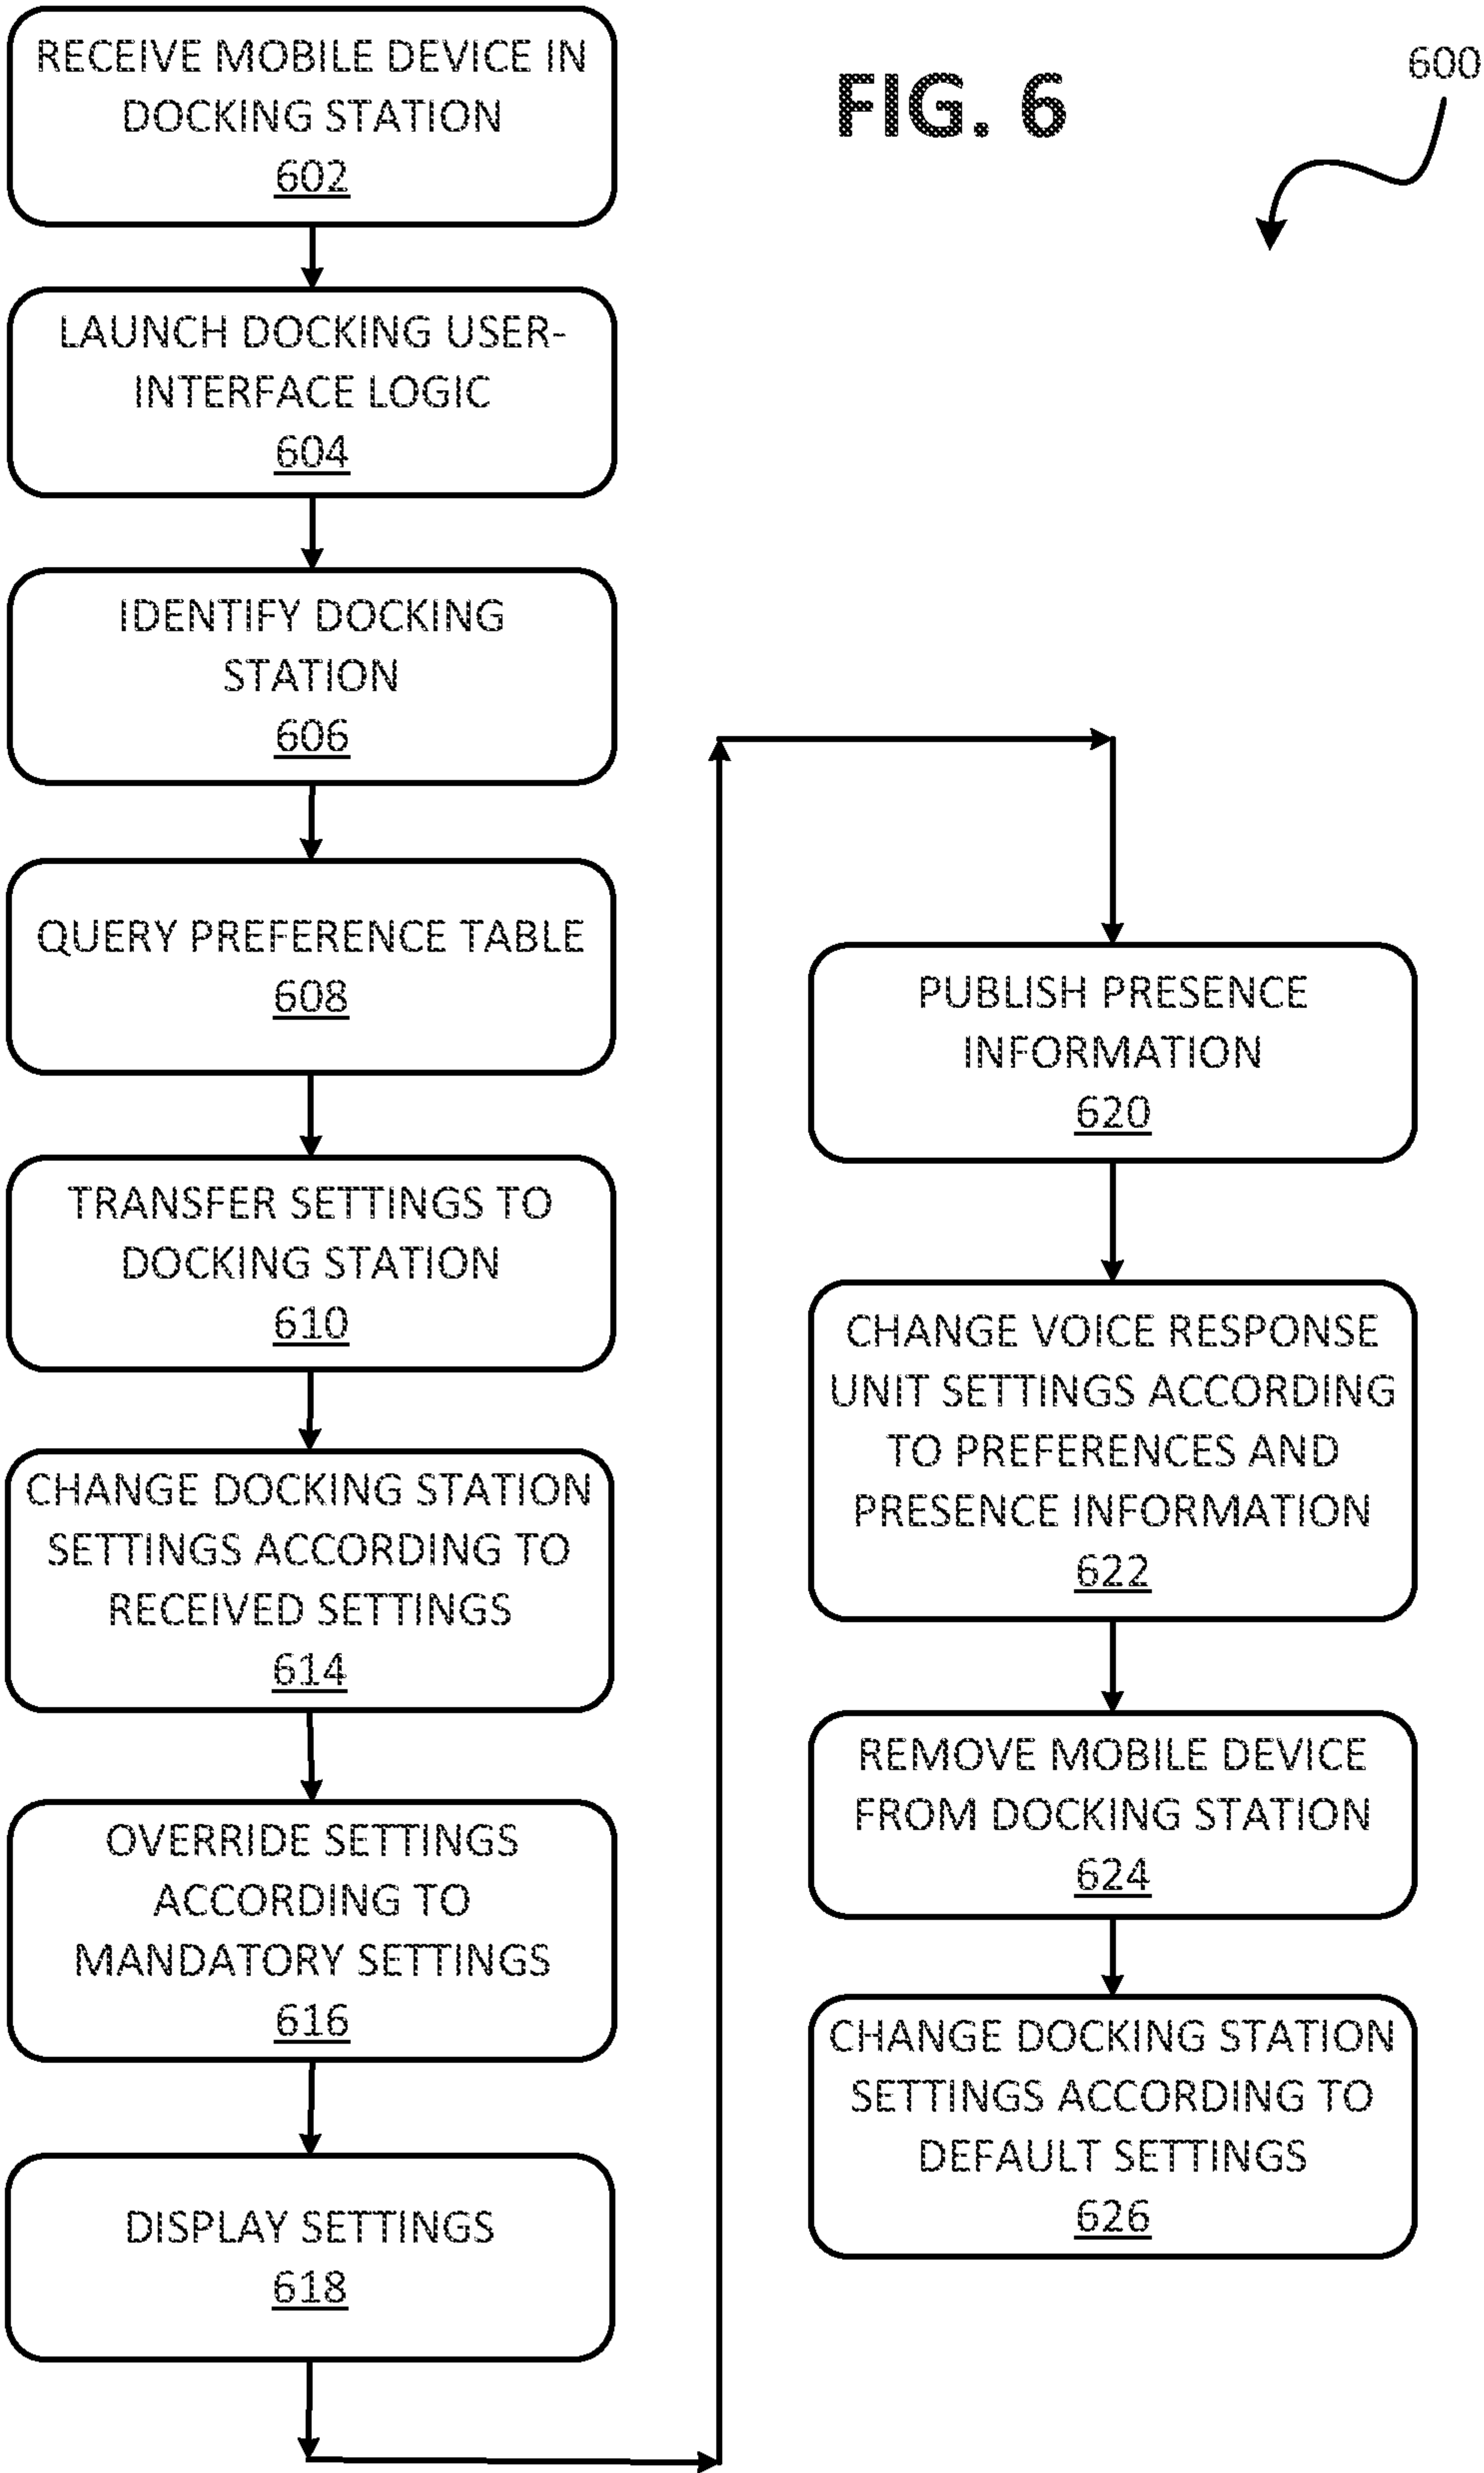 RECEIVE MOBILE DEVICE IN
DOCKING STATION
602
FIG. 6
600
LAUNCH DOCKING USER-
INTERFACE LOGIC
604
IDENTIFY DOCKING
STATION
606
QUERY PREFERENCE TABLE
608
TRANSFER SETTINGS TO
DOCKING STATION
610
CHANGE DOCKING STATION
SETTINGS ACCORDING TO
RECEIVED SETTINGS
614
OVERRIDE SETTINGS
ACCORDING TO
MANDATORY SETTINGS
616
DISPLAY SETTINGS
618
PUBLISH PRESENCE
INFORMATION
620
CHANGE VOICE RESPONSE
UNIT SETTINGS ACCORDING
TO PREFERENCES AND
PRESENCE INFORMATION
622
REMOVE MOBILE DEVICE
FROM DOCKING STATION
624
CHANGE DOCKING STATION
SETTINGS ACCORDING TO
DEFAULT SETTINGS
626